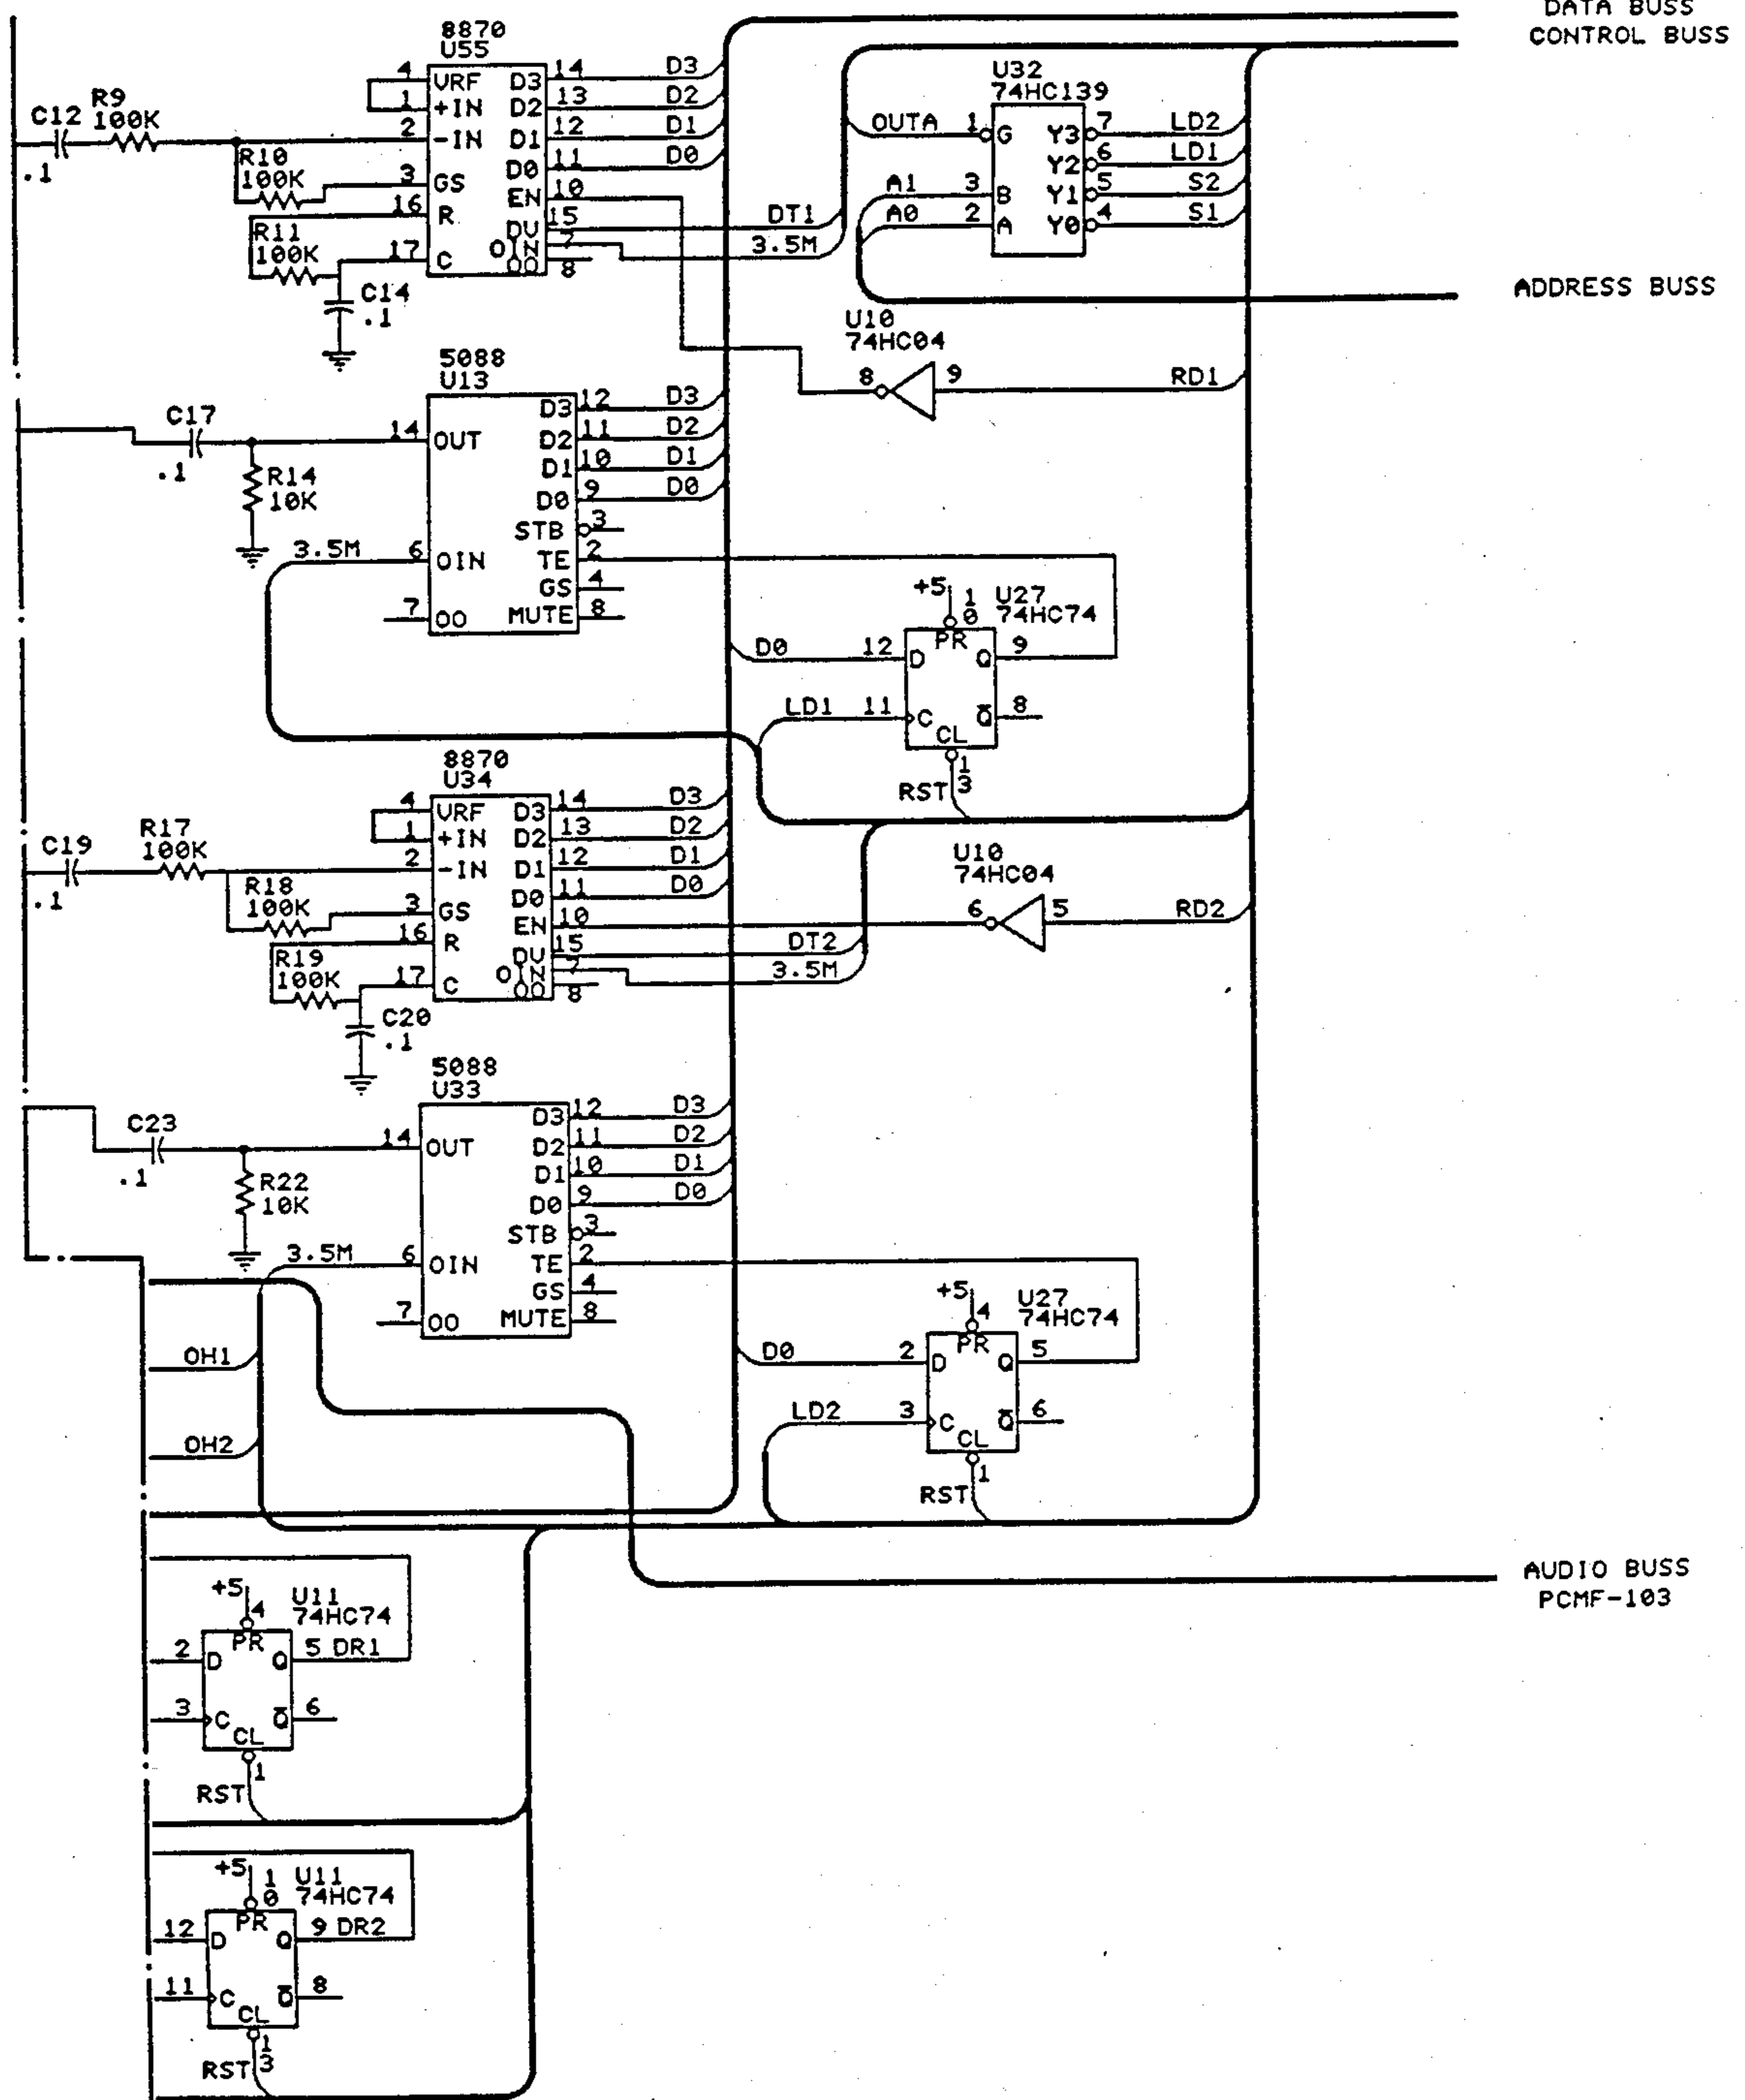 DATA BUSS
CONTROL BUSS
8870
U55
4 VRF D3 14 D3
1 +IN D2 13 D2
2 -IN D1 12 D1
D0 11 D0
3 GS EN 10
16 R DV 15 DT1
OIN 7 3.5M
17 C OO 8
C12
.1
R9
100K
R10
100K
R11
100K
C14
.1
U32
74HC139
OUTA 1 G Y3 7 LD2
Y2 6 LD1
A1 3 B Y1 5 S2
A0 2 A Y0 4 S1
ADDRESS BUSS
U10
74HC04
8 9 RD1
5088
U13
D3 12 D3
14 OUT D2 11 D2
D1 10 D1
D0 9 D0
STB 3
3.5M 6 OIN TE 2
GS 4
7 OO MUTE 8
C17
.1
R14
10K
+5 10 U27
74HC74
PR
D0 12 D Q 9
LD1 11 C Q̅ 8
CL
RST 13
8870
U34
4 VRF D3 14 D3
1 +IN D2 13 D2
2 -IN D1 12 D1
D0 11 D0
3 GS EN 10
16 R DV 15 DT2
OIN 7 3.5M
17 C OO 8
C19
.1
R17
100K
R18
100K
R19
100K
C20
.1
U10
74HC04
6 5 RD2
5088
U33
D3 12 D3
14 OUT D2 11 D2
D1 10 D1
D0 9 D0
STB 3
3.5M 6 OIN TE 2
GS 4
7 OO MUTE 8
C23
.1
R22
10K
OH1
OH2
+5 4 U27
74HC74
PR
D0 2 D Q 5
LD2 3 C Q̅ 6
CL
RST 1
AUDIO BUSS
PCMF-103
+5 4 U11
74HC74
PR
2 D Q 5 DR1
3 C Q̅ 6
CL
RST 1
+5 10 U11
74HC74
PR
12 D Q 9 DR2
11 C Q̅ 8
CL
RST 13